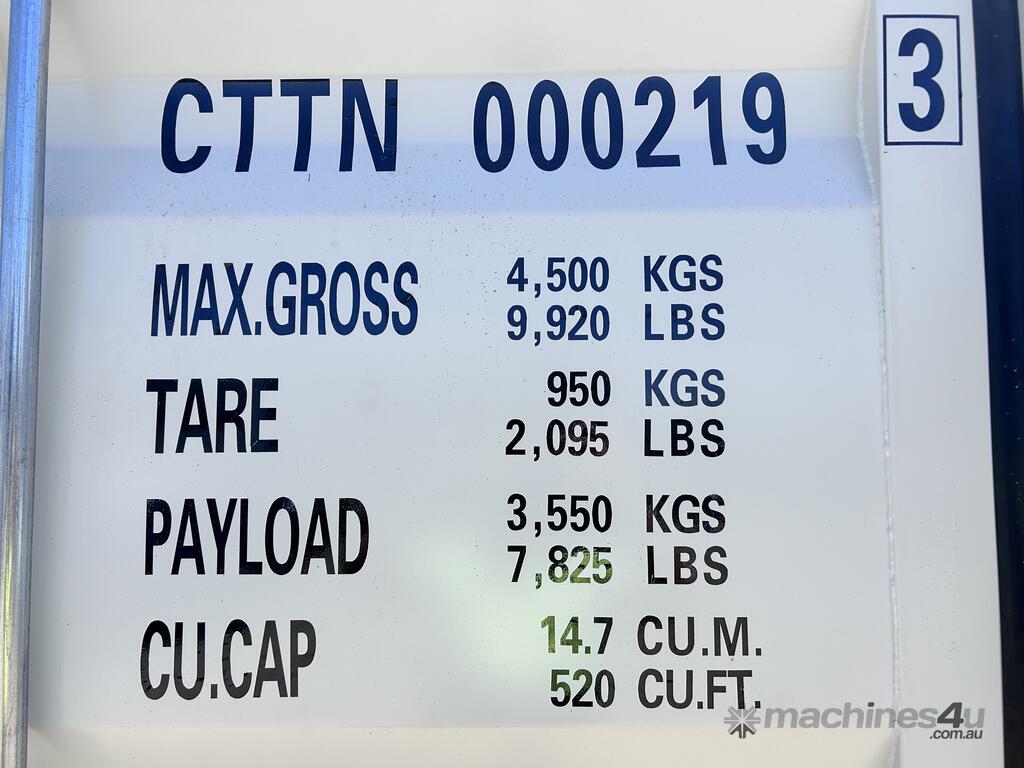 CTTN 000219 3
MAX.GROSS 4,500 KGS
9,920 LBS
TARE 950 KGS
2,095 LBS
PAYLOAD 3,550 KGS
7,825 LBS
CU.CAP 14.7 CU.M.
520 CU.FT.
machines4u
.com.au